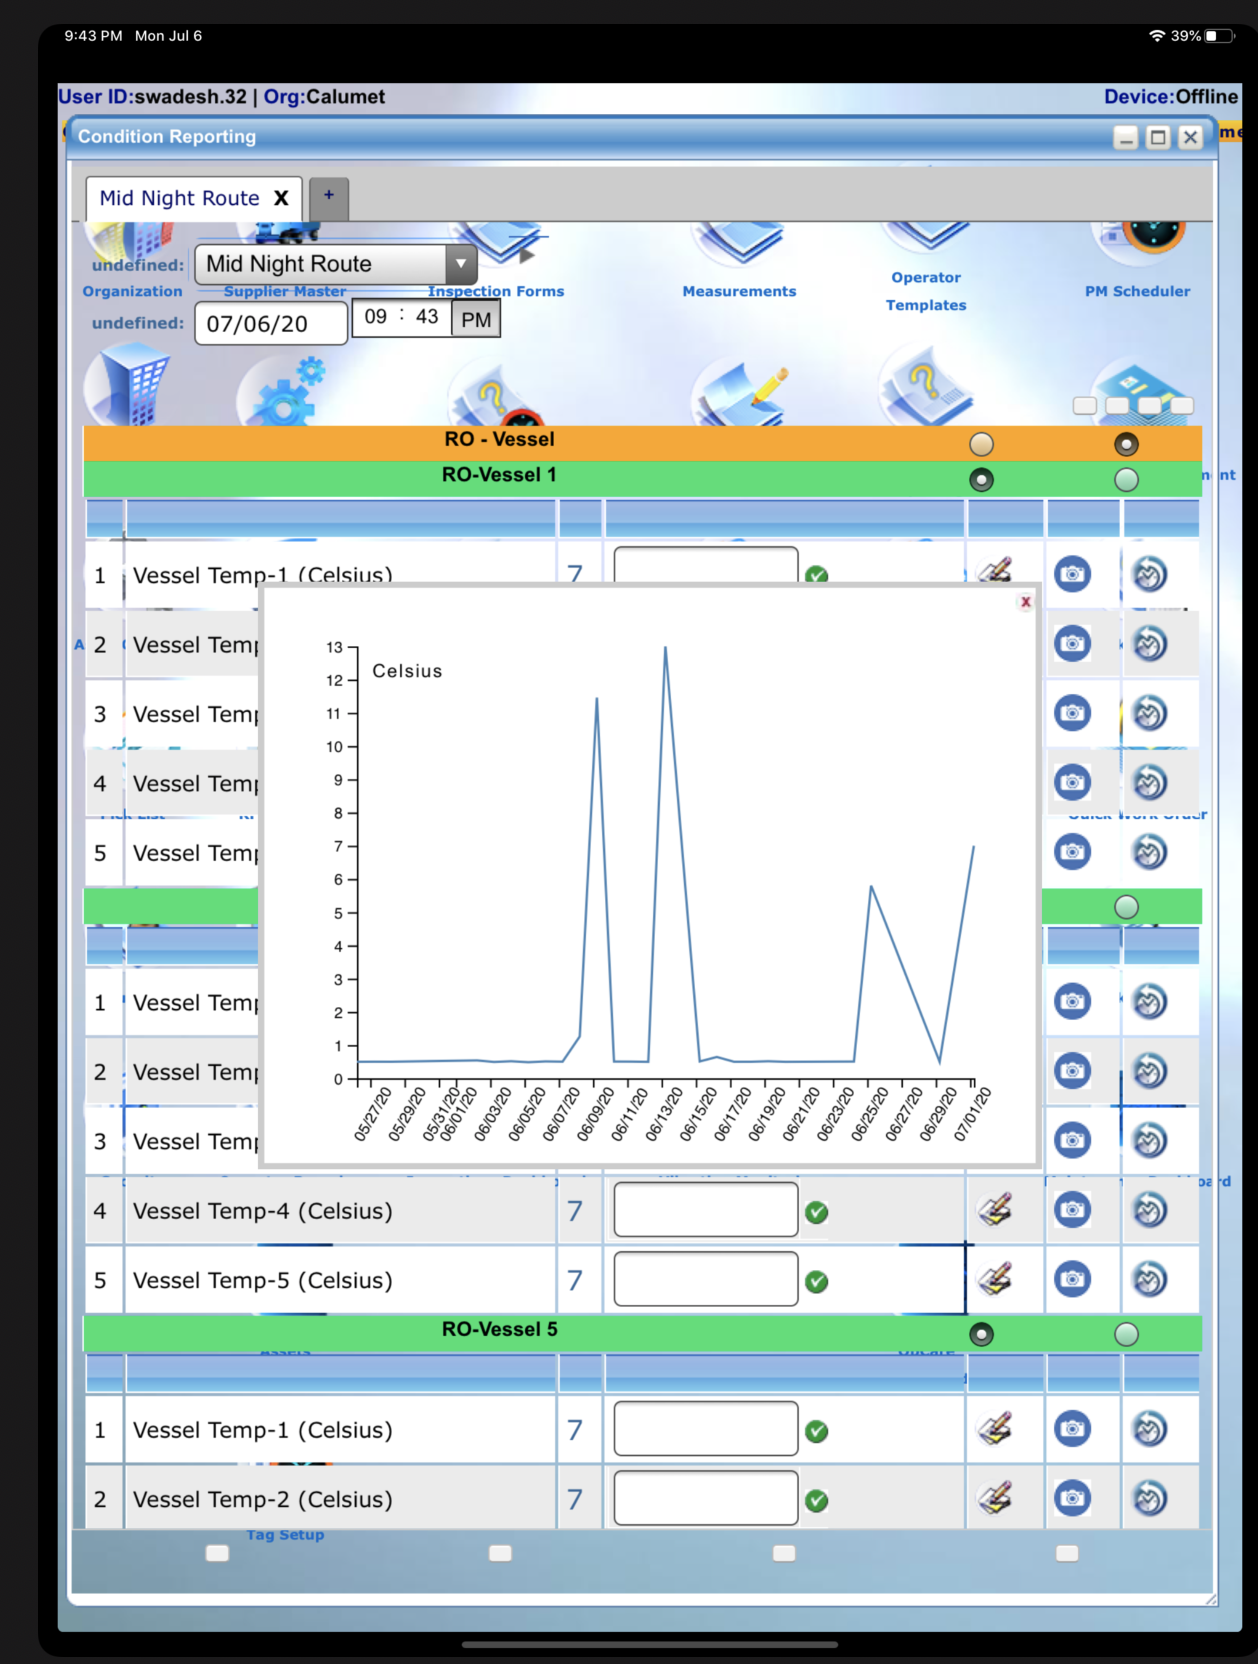 9:43 PM Mon Jul 6
39%
User ID:swadesh.32 | Org:Calumet
Device:Offline
Condition Reporting
Mid Night Route X
+
undefined: Mid Night Route
Organization
Supplier Master
Inspection Forms
Measurements
Operator
Templates
PM Scheduler
undefined: 07/06/20 09 : 43 PM
RO - Vessel
RO-Vessel 1
1 Vessel Temp-1 (Celsius) 7
2 Vessel Temp
3 Vessel Temp
4 Vessel Temp
Quick Work Order
5 Vessel Temp
1 Vessel Temp
2 Vessel Temp
3 Vessel Temp
x
Celsius
13
12
11
10
9
8
7
6
5
4
3
2
1
0
05/27/20
05/29/20
05/31/20
06/01/20
06/03/20
06/05/20
06/07/20
06/09/20
06/11/20
06/13/20
06/15/20
06/17/20
06/19/20
06/21/20
06/23/20
06/25/20
06/27/20
06/29/20
07/01/20
4 Vessel Temp-4 (Celsius) 7
5 Vessel Temp-5 (Celsius) 7
RO-Vessel 5
1 Vessel Temp-1 (Celsius) 7
2 Vessel Temp-2 (Celsius) 7
Tag Setup